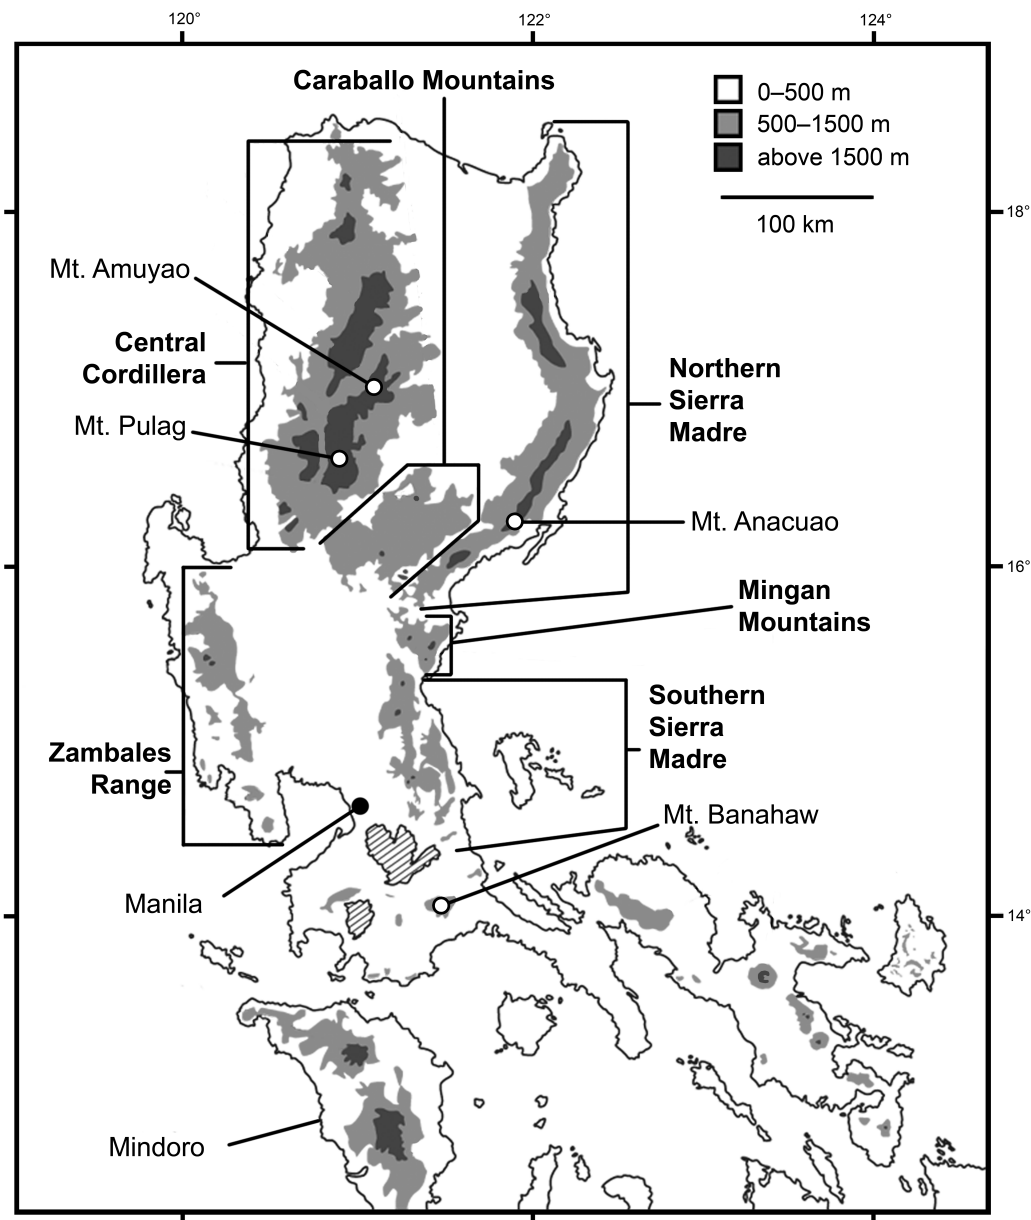 120°
122°
124°
Caraballo Mountains
0–500 m
500–1500 m
above 1500 m
100 km
18°
Mt. Amuyao
Central
Cordillera
Northern
Sierra
Madre
Mt. Pulag
Mt. Anacuao
16°
Mingan
Mountains
Southern
Sierra
Madre
Zambales
Range
Mt. Banahaw
Manila
14°
Mindoro